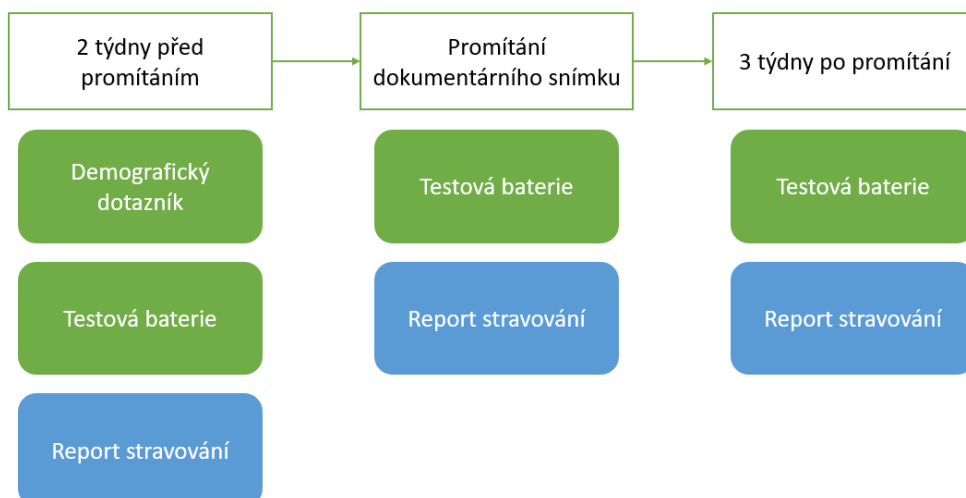 2 týdny před
promítáním
Promítání
dokumentárního snímku
3 týdny po promítání
Demografický
dotazník
Testová baterie
Testová baterie
Testová baterie
Report stravování
Report stravování
Report stravování